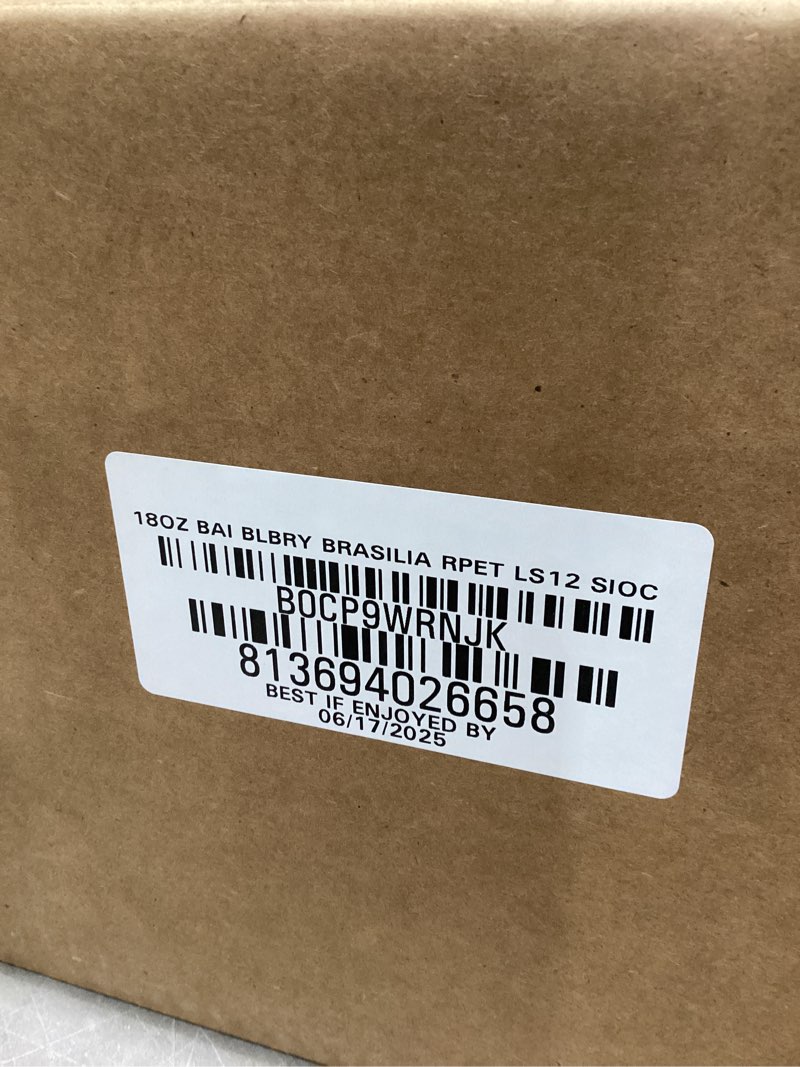 18OZ BAI BLBRY BRASILIA RPET LS12 SIOC
B0CP9WRNJK
813694026658
BEST IF ENJOYED BY
06/17/2025